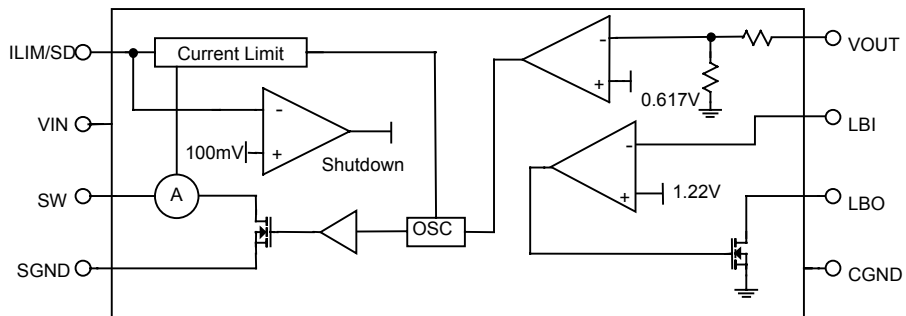 ILIM/SD
Current Limit
VOUT
-
+
0.617V
VIN
-
100mV
+
Shutdown
LBI
-
+
1.22V
SW
A
LBO
OSC
SGND
CGND